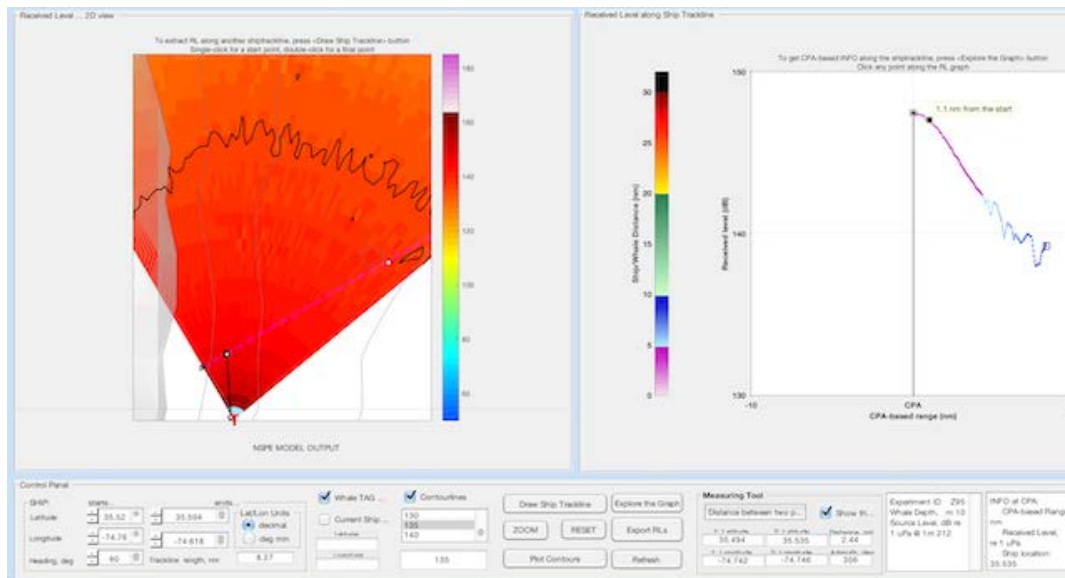 Received Level ... 2D view
To extract RL along another shiptrackline, press <Draw Ship Trackline> button
Single-click for a start point, double-click for a final point
180
160
140
120
100
80
60
NSPE MODEL OUTPUT
Received Level along Ship Trackline
To get CPA-based INFO along the shiptrackline, press <Explore the Graph> button
Click any point along the RL graph
1.1 nm from the start
Ship/Whale Distance [nm]
30
25
20
15
10
5
0
Received level [dB]
150
140
130
-10
CPA
CPA-based range [nm]
Control Panel
SHIP:
starts...
ends...
Latitude
35.52
35.594
Longitude
-74.76
-74.618
Heading, deg
60
Trackline length, nm
8.27
Lat/Lon Units
decimal
deg min
Whale TAG ...
Current Ship ...
Contourlines
130
135
140
135
Draw Ship Trackline
Explore the Graph
ZOOM
RESET
Export RLs
Plot Contours
Refresh
Measuring Tool
Distance between two p...
Show th...
35.494
35.535
2.44
-74.742
-74.746
Experiment ID Z95
Whale Depth, m 10
Source Level, dB re
1 uPa @ 1m 212
INFO at CPA:
CPA-based Range
nm
Received Level,
re 1 uPa
Ship location:
35.535